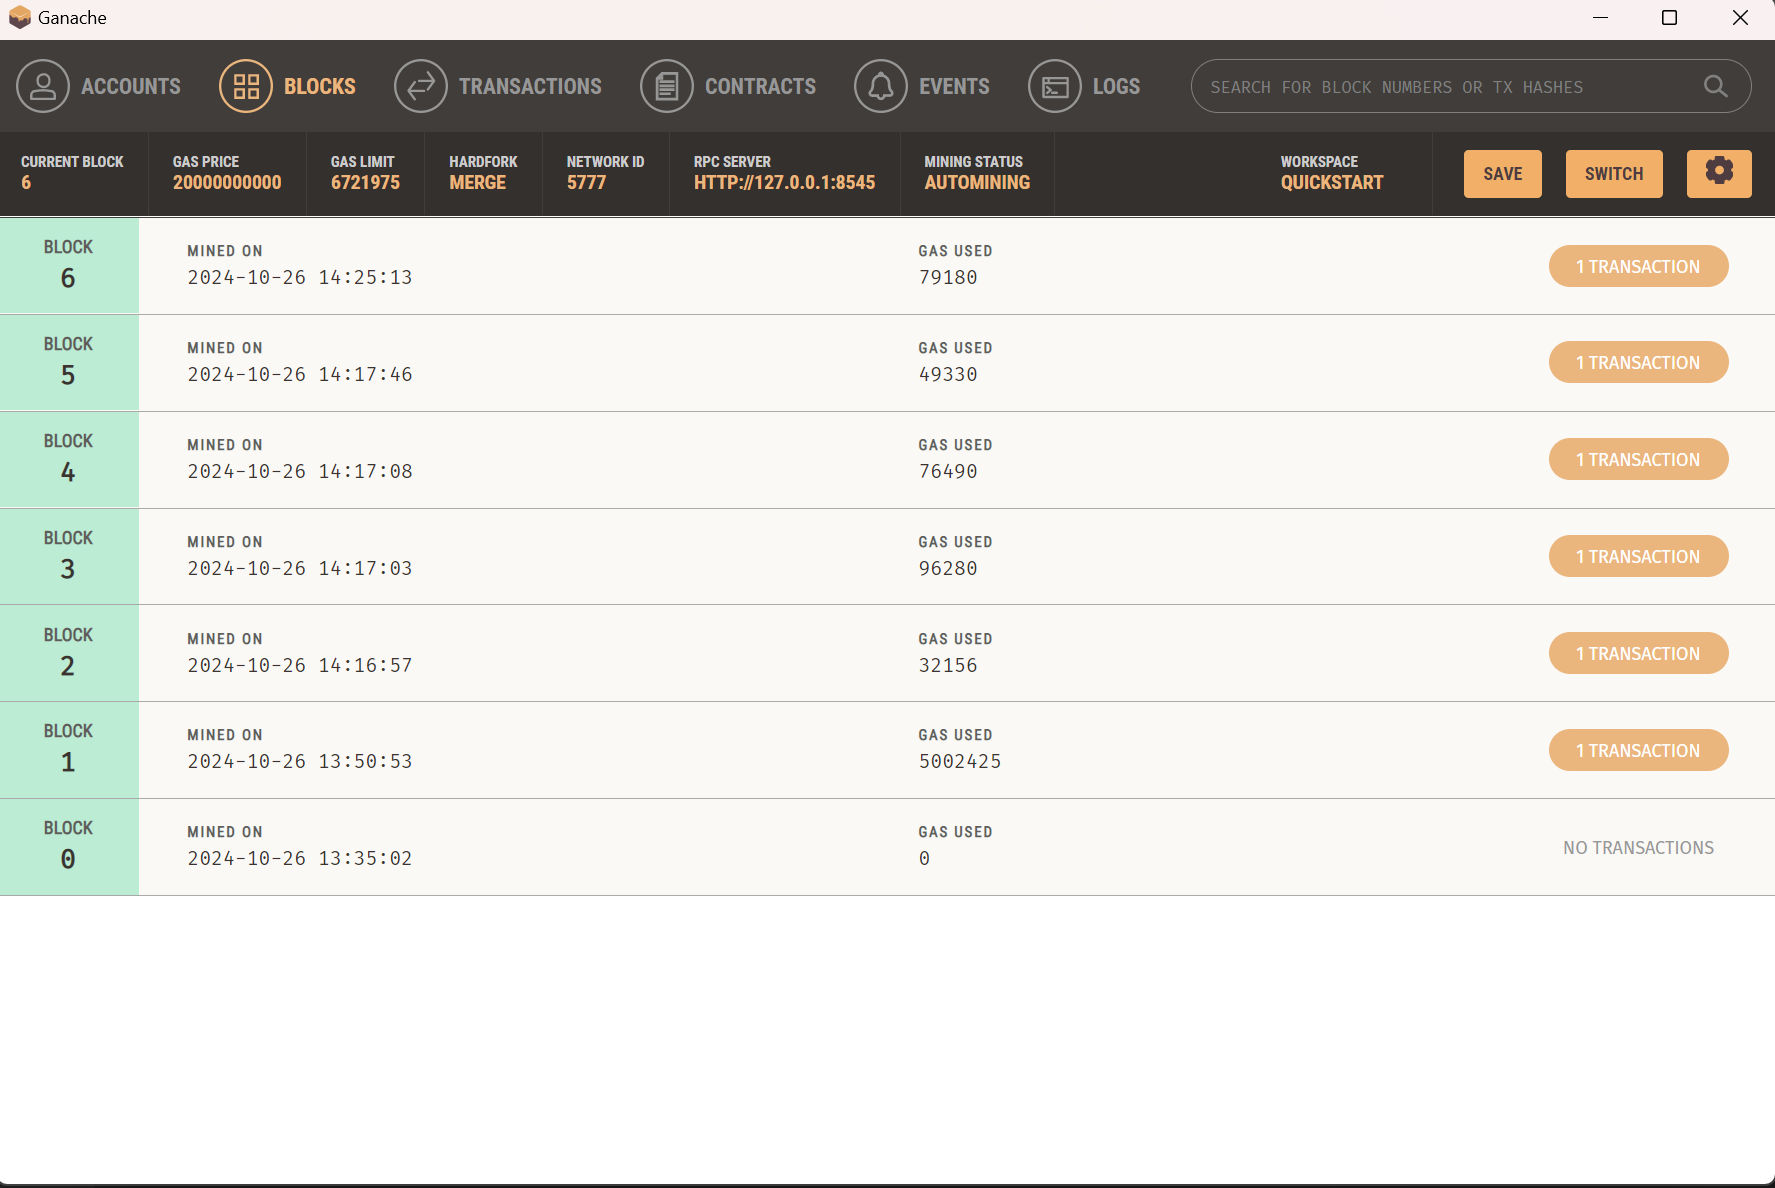 Ganache
ACCOUNTS BLOCKS TRANSACTIONS CONTRACTS EVENTS LOGS SEARCH FOR BLOCK NUMBERS OR TX HASHES
CURRENT BLOCK GAS PRICE GAS LIMIT HARDFORK NETWORK ID RPC SERVER MINING STATUS WORKSPACE
6 20000000000 6721975 MERGE 5777 HTTP://127.0.0.1:8545 AUTOMINING QUICKSTART SAVE SWITCH
BLOCK MINED ON GAS USED
6 2024-10-26 14:25:13 79180 1 TRANSACTION
BLOCK MINED ON GAS USED
5 2024-10-26 14:17:46 49330 1 TRANSACTION
BLOCK MINED ON GAS USED
4 2024-10-26 14:17:08 76490 1 TRANSACTION
BLOCK MINED ON GAS USED
3 2024-10-26 14:17:03 96280 1 TRANSACTION
BLOCK MINED ON GAS USED
2 2024-10-26 14:16:57 32156 1 TRANSACTION
BLOCK MINED ON GAS USED
1 2024-10-26 13:50:53 5002425 1 TRANSACTION
BLOCK MINED ON GAS USED
0 2024-10-26 13:35:02 0 NO TRANSACTIONS